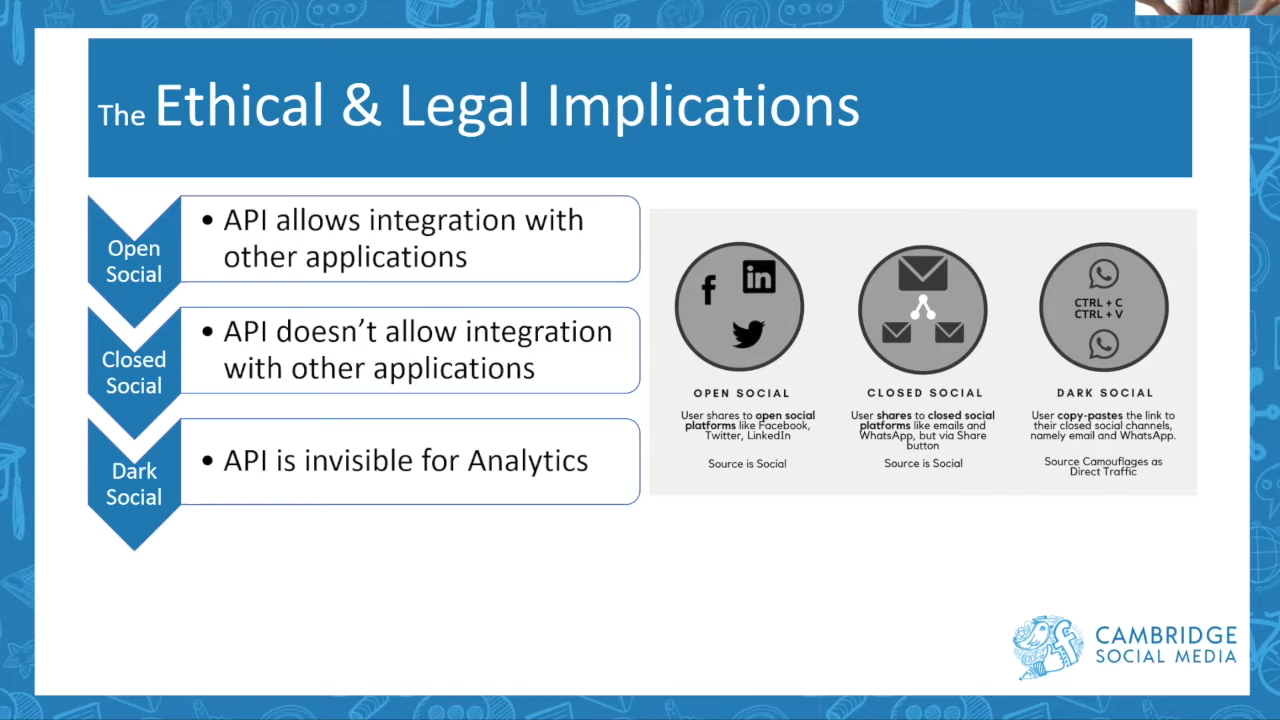 The Ethical & Legal Implications
Open
Social
• API allows integration with
other applications
Closed
Social
• API doesn’t allow integration
with other applications
Dark
Social
• API is invisible for Analytics
f
in
OPEN SOCIAL
User shares to open social
platforms like Facebook,
Twitter, LinkedIn
Source is Social
CLOSED SOCIAL
User shares to closed social
platforms like emails and
WhatsApp, but via Share
button
Source is Social
CTRL + C
CTRL + V
DARK SOCIAL
User copy-pastes the link to
their closed social channels,
namely email and WhatsApp.
Source Camouflages as
Direct Traffic
CAMBRIDGE
SOCIAL MEDIA